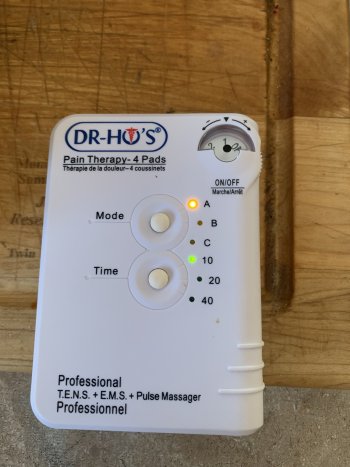 DR-HO'S®
Pain Therapy - 4 Pads
Thérapie de la douleur - 4 coussinets
- ▼ +
1
ON/OFF
Marche/Arrêt
Mode
A
B
C
Time
10
20
40
Professional
T.E.N.S. + E.M.S. + Pulse Massager
Professionnel